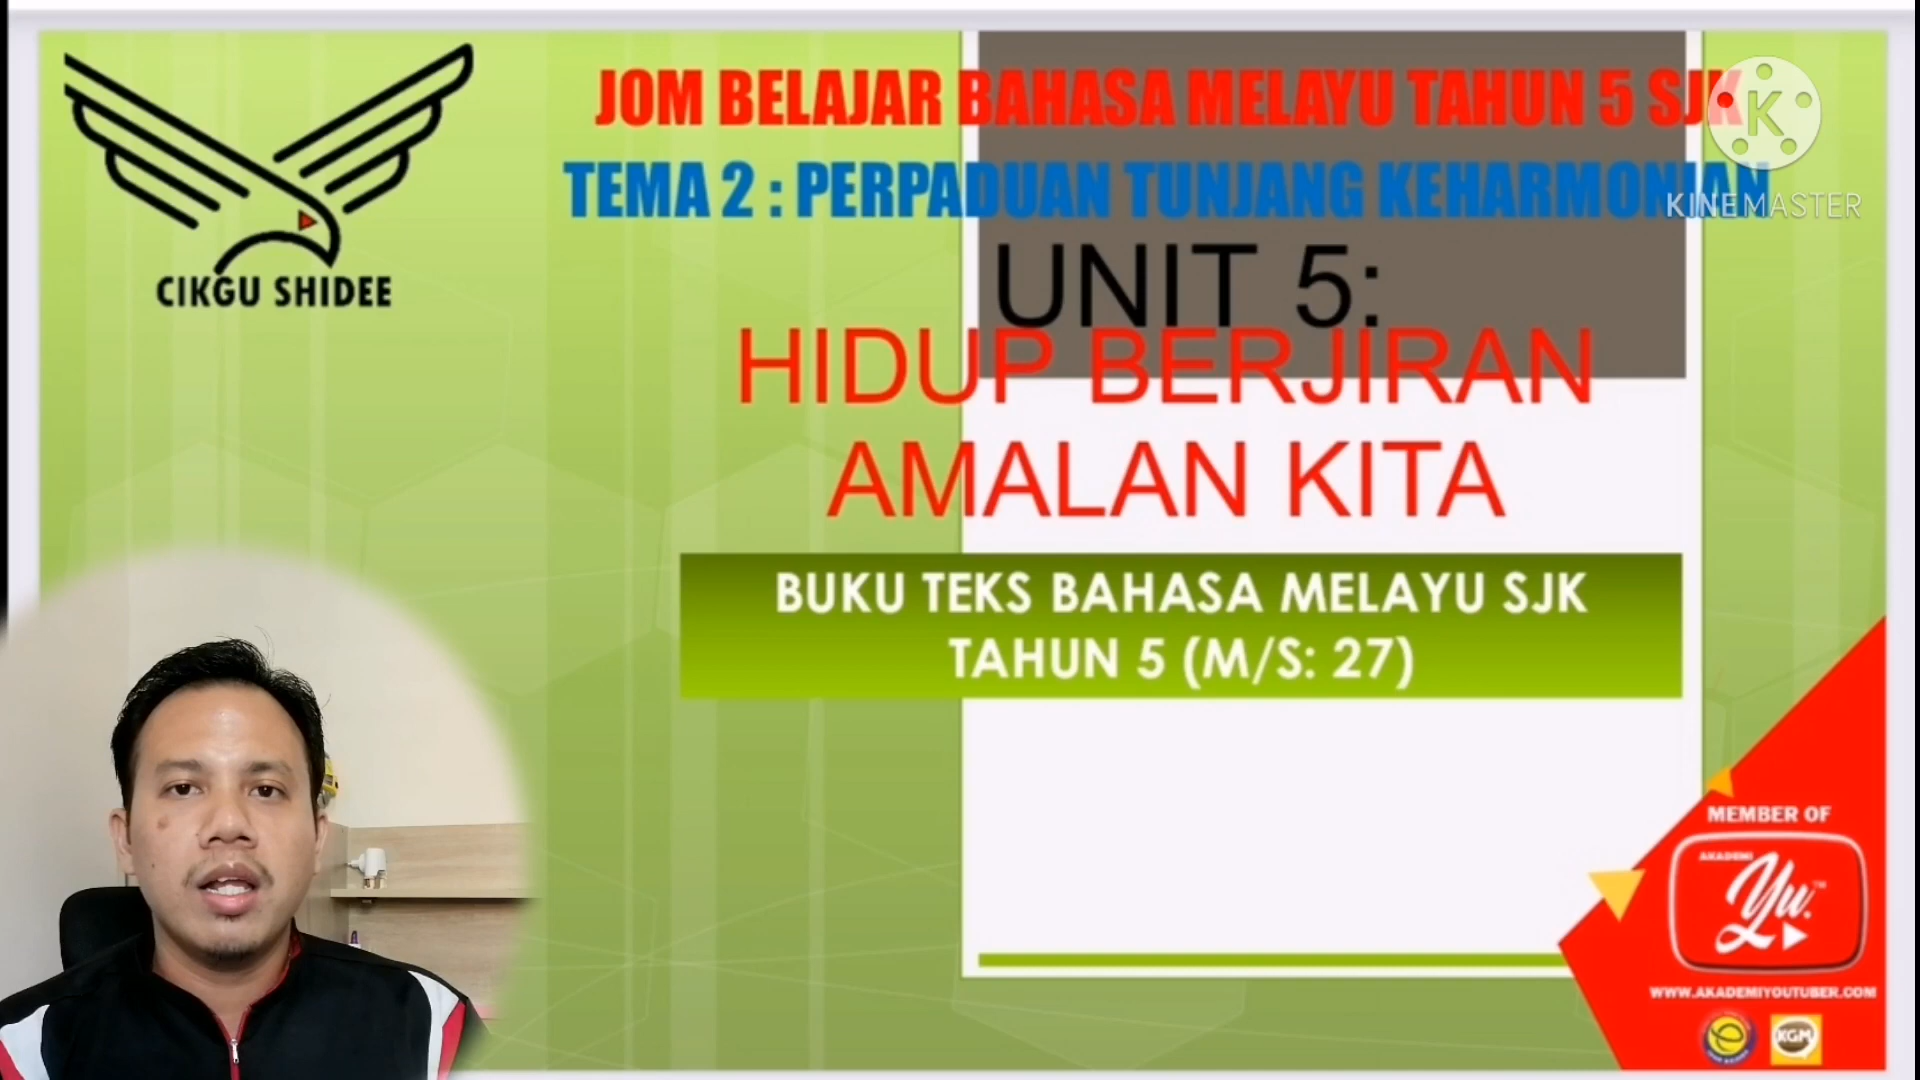 JOM BELAJAR BAHASA MELAYU TAHUN 5 SJK
TEMA 2 : PERPADUAN TUNJANG KEHARMONIAN
KINEMASTER
UNIT 5:
HIDUP BERJIRAN
AMALAN KITA
CIKGU SHIDEE
BUKU TEKS BAHASA MELAYU SJK
TAHUN 5 (M/S: 27)
MEMBER OF
AKADEMI
Yu.
WWW.AKADEMIYOUTUBER.COM
KGM